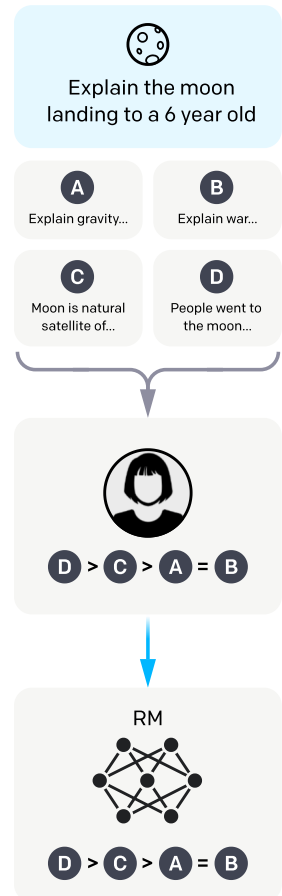 Explain the moon
landing to a 6 year old
A
Explain gravity...
B
Explain war...
C
Moon is natural
satellite of...
D
People went to
the moon...
D > C > A = B
RM
D > C > A = B